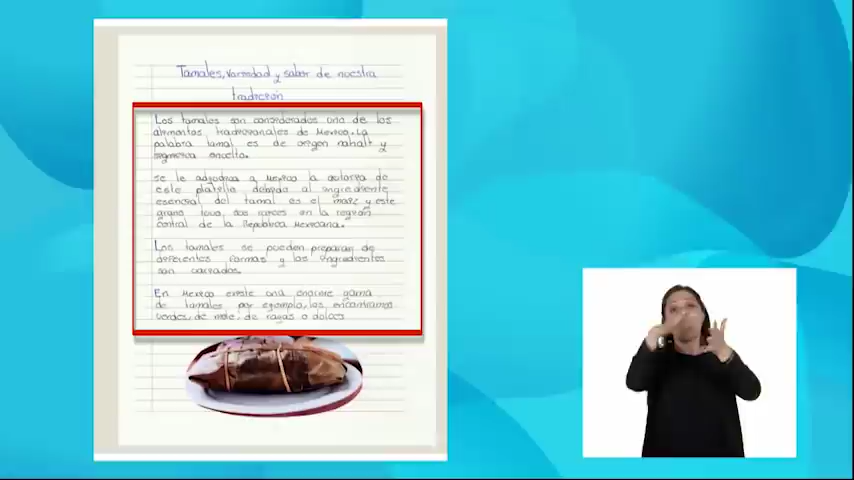 Tamales, variedad y sabor de nuestra
tradición
Los tamales son considerados uno de los
alimentos tradicionales de México. La
palabra tamal es de origen nahalt y
significa envuelto.
Se le adjudica a México la autoria de
este platillo debido al ingrediente
esencial del tamal es el maíz y este
grano tuvo sus raíces en la región
central de la República Mexicana.
Los tamales se pueden preparar de
diferentes formas y los ingredientes
son variados.
En México existe una enorme gama
de tamales por ejemplo, los encontramos
verdes, de mole, de rajas o dulces